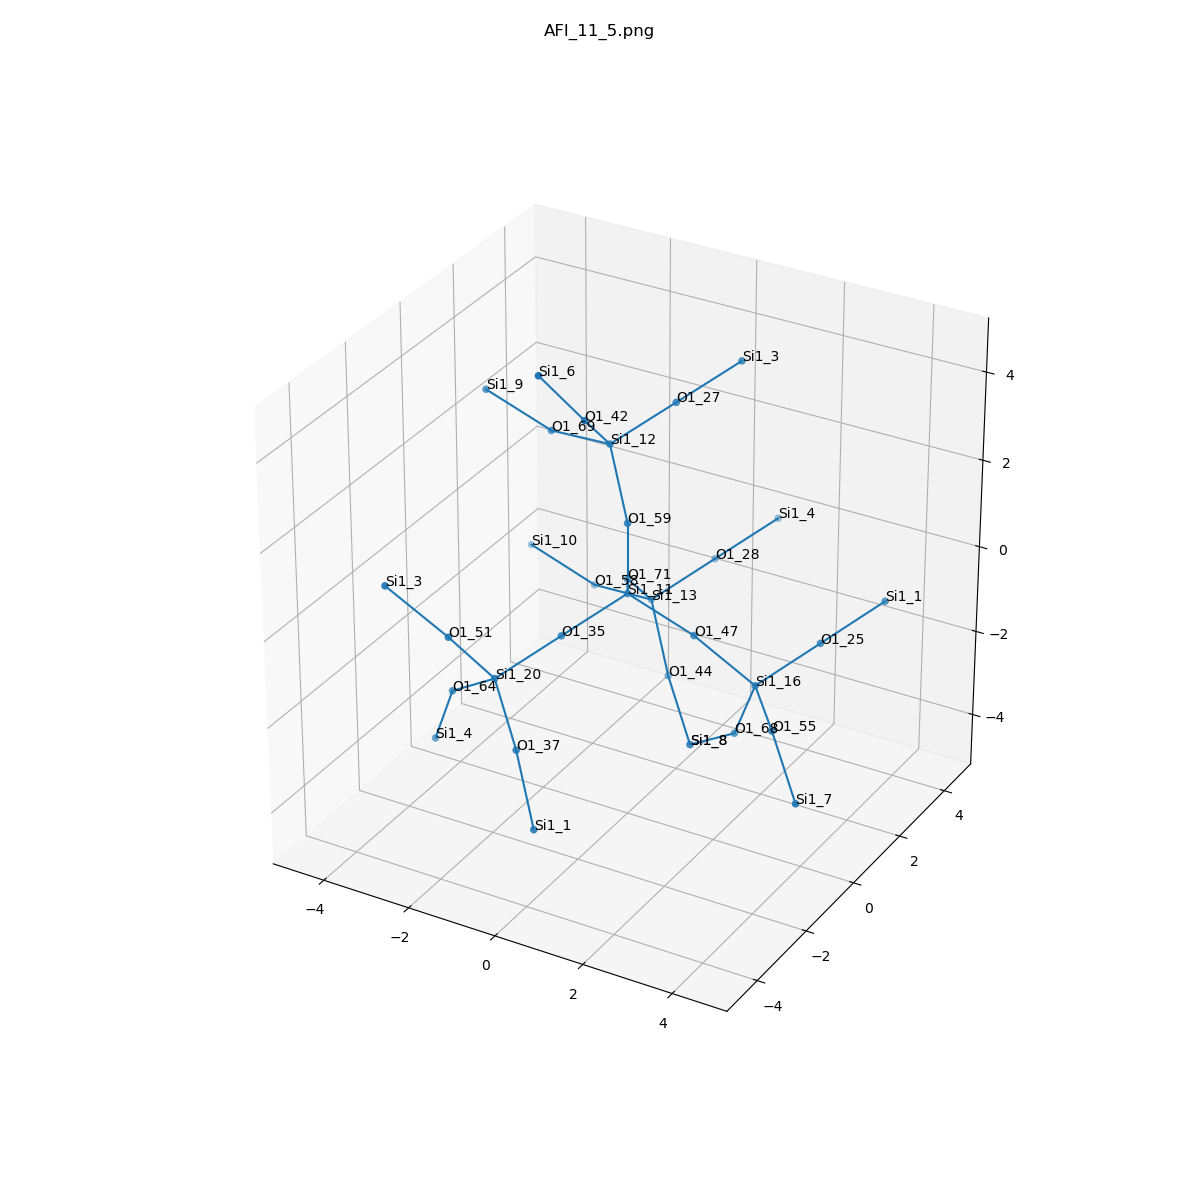 AFI_11_5.png
Si1_3
Si1_6
Si1_9
O1_27
O1_42
O1_69
Si1_12
O1_59
Si1_4
Si1_10
O1_28
O1_71
O1_58
Si1_3
Si1_11
Si1_13
Si1_1
O1_51
O1_35
O1_47
O1_25
O1_44
Si1_20
Si1_16
O1_64
O1_68
O1_55
Si1_4
Si1_8
O1_37
Si1_7
Si1_1
4
2
0
−2
−4
4
2
0
−2
−4
−4
−2
0
2
4